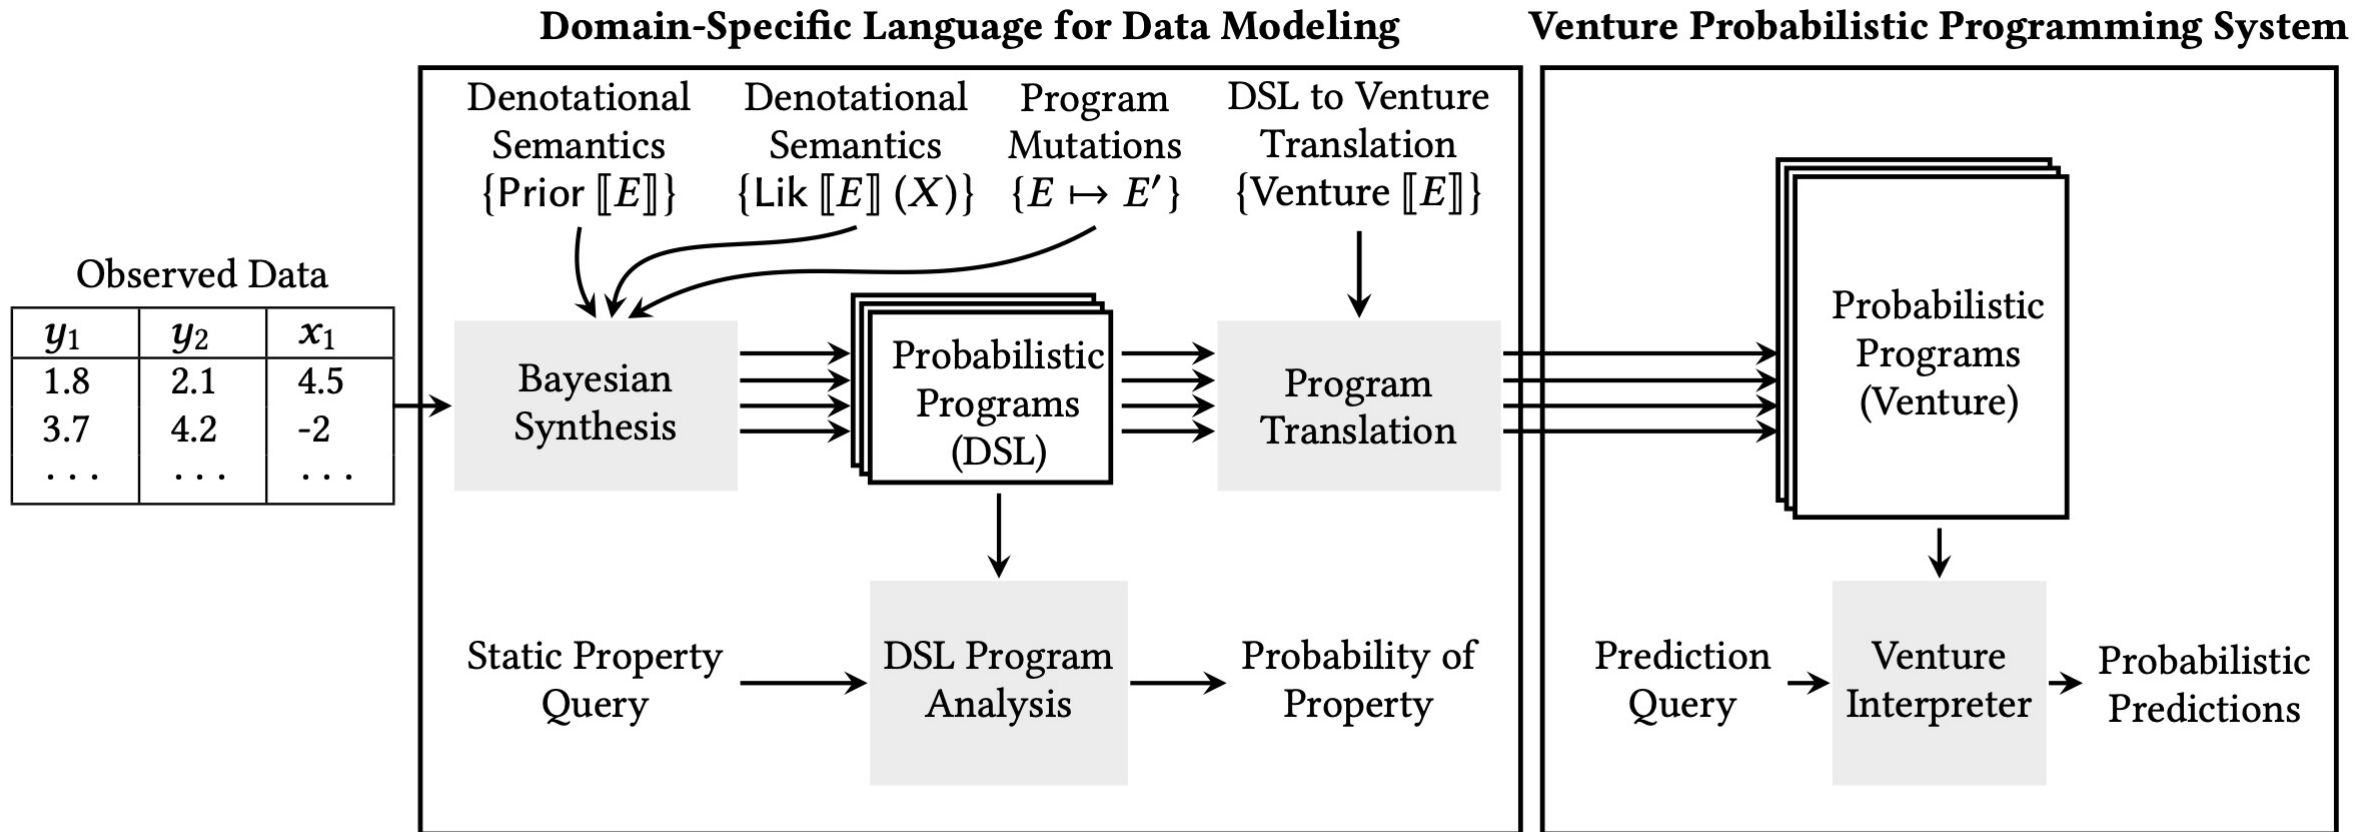 Domain-Specific Language for Data Modeling
Venture Probabilistic Programming System
Denotational
Semantics
{Prior ⟦E⟧}
Denotational
Semantics
{Lik ⟦E⟧ (X)}
Program
Mutations
{E ↦ E′}
DSL to Venture
Translation
{Venture ⟦E⟧}
Observed Data
y1 y2 x1
1.8 2.1 4.5
3.7 4.2 -2
. . . . . . . . .
Bayesian
Synthesis
Probabilistic
Programs
(DSL)
Program
Translation
Probabilistic
Programs
(Venture)
Static Property
Query
DSL Program
Analysis
Probability of
Property
Prediction
Query
Venture
Interpreter
Probabilistic
Predictions